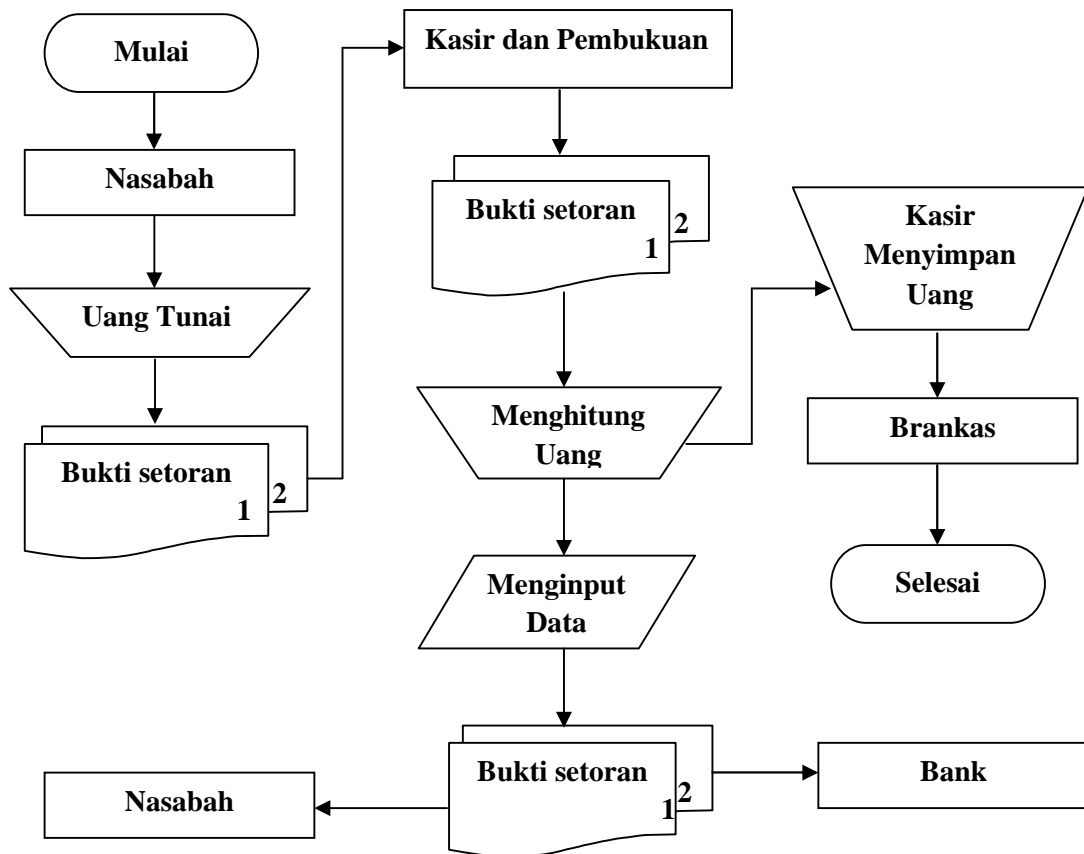 Mulai
Nasabah
Uang Tunai
Bukti setoran
1
2
Kasir dan Pembukuan
Bukti setoran
1
2
Menghitung
Uang
Kasir
Menyimpan
Uang
Brankas
Selesai
Menginput
Data
Bukti setoran
1
2
Nasabah
Bank